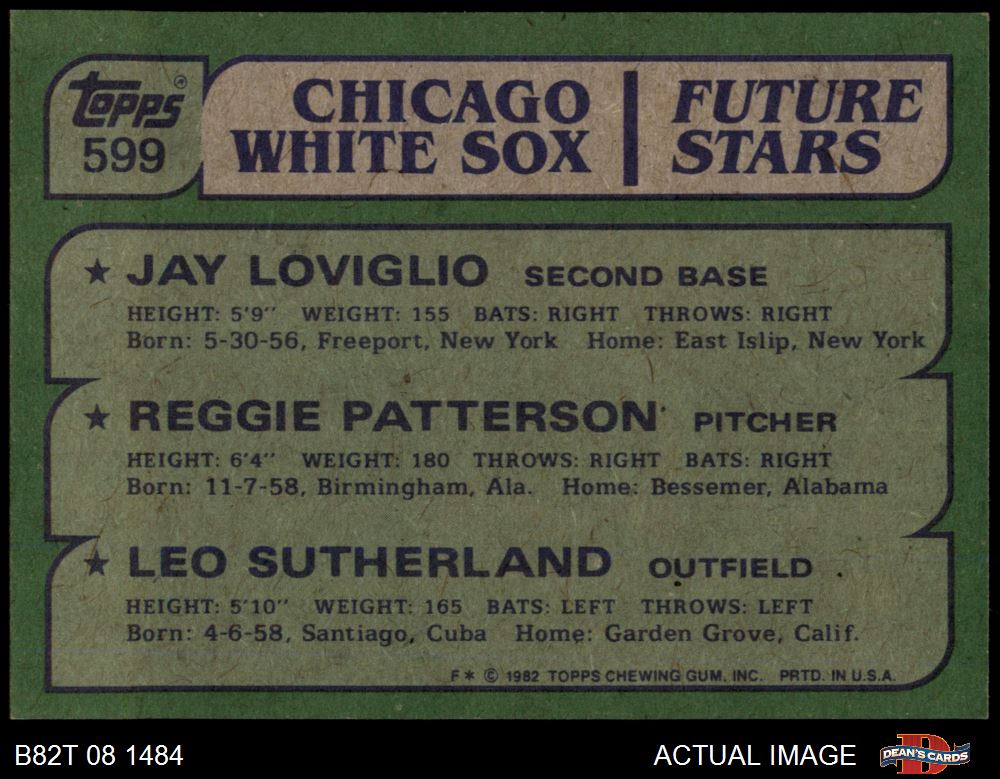 topps®
599
CHICAGO WHITE SOX | FUTURE STARS
★ JAY LOVIGLIO SECOND BASE
HEIGHT: 5'9" WEIGHT: 155 BATS: RIGHT THROWS: RIGHT
Born: 5-30-56, Freeport, New York Home: East Islip, New York
★ REGGIE PATTERSON PITCHER
HEIGHT: 6'4" WEIGHT: 180 THROWS: RIGHT BATS: RIGHT
Born: 11-7-58, Birmingham, Ala. Home: Bessemer, Alabama
★ LEO SUTHERLAND OUTFIELD
HEIGHT: 5'10" WEIGHT: 165 BATS: LEFT THROWS: LEFT
Born: 4-6-58, Santiago, Cuba Home: Garden Grove, Calif.
F* © 1982 TOPPS CHEWING GUM, INC. PRTD. IN U.S.A.
B82T 08 1484 ACTUAL IMAGE
D
DEAN'S CARDS